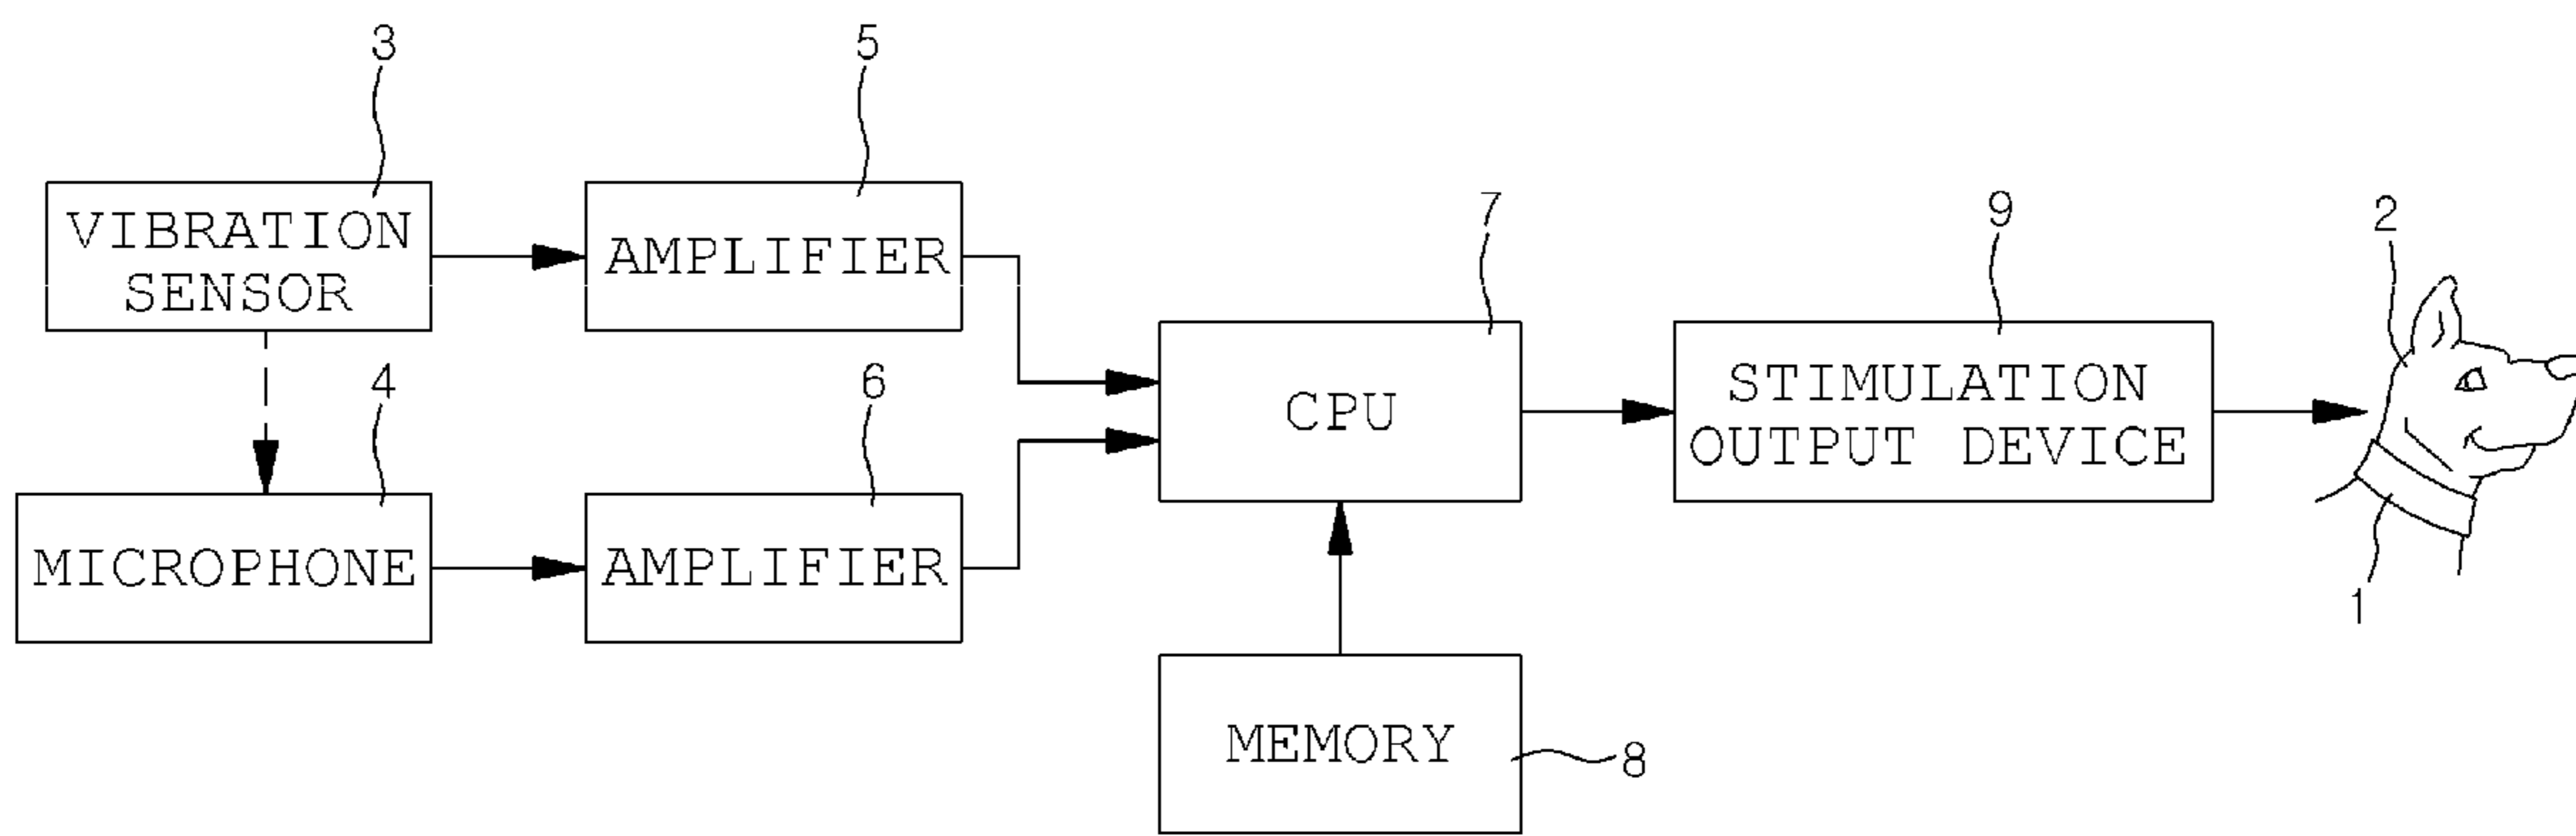 3
5
VIBRATION
SENSOR
AMPLIFIER
4
6
MICROPHONE
AMPLIFIER
7
CPU
MEMORY
8
9
STIMULATION
OUTPUT DEVICE
2
1